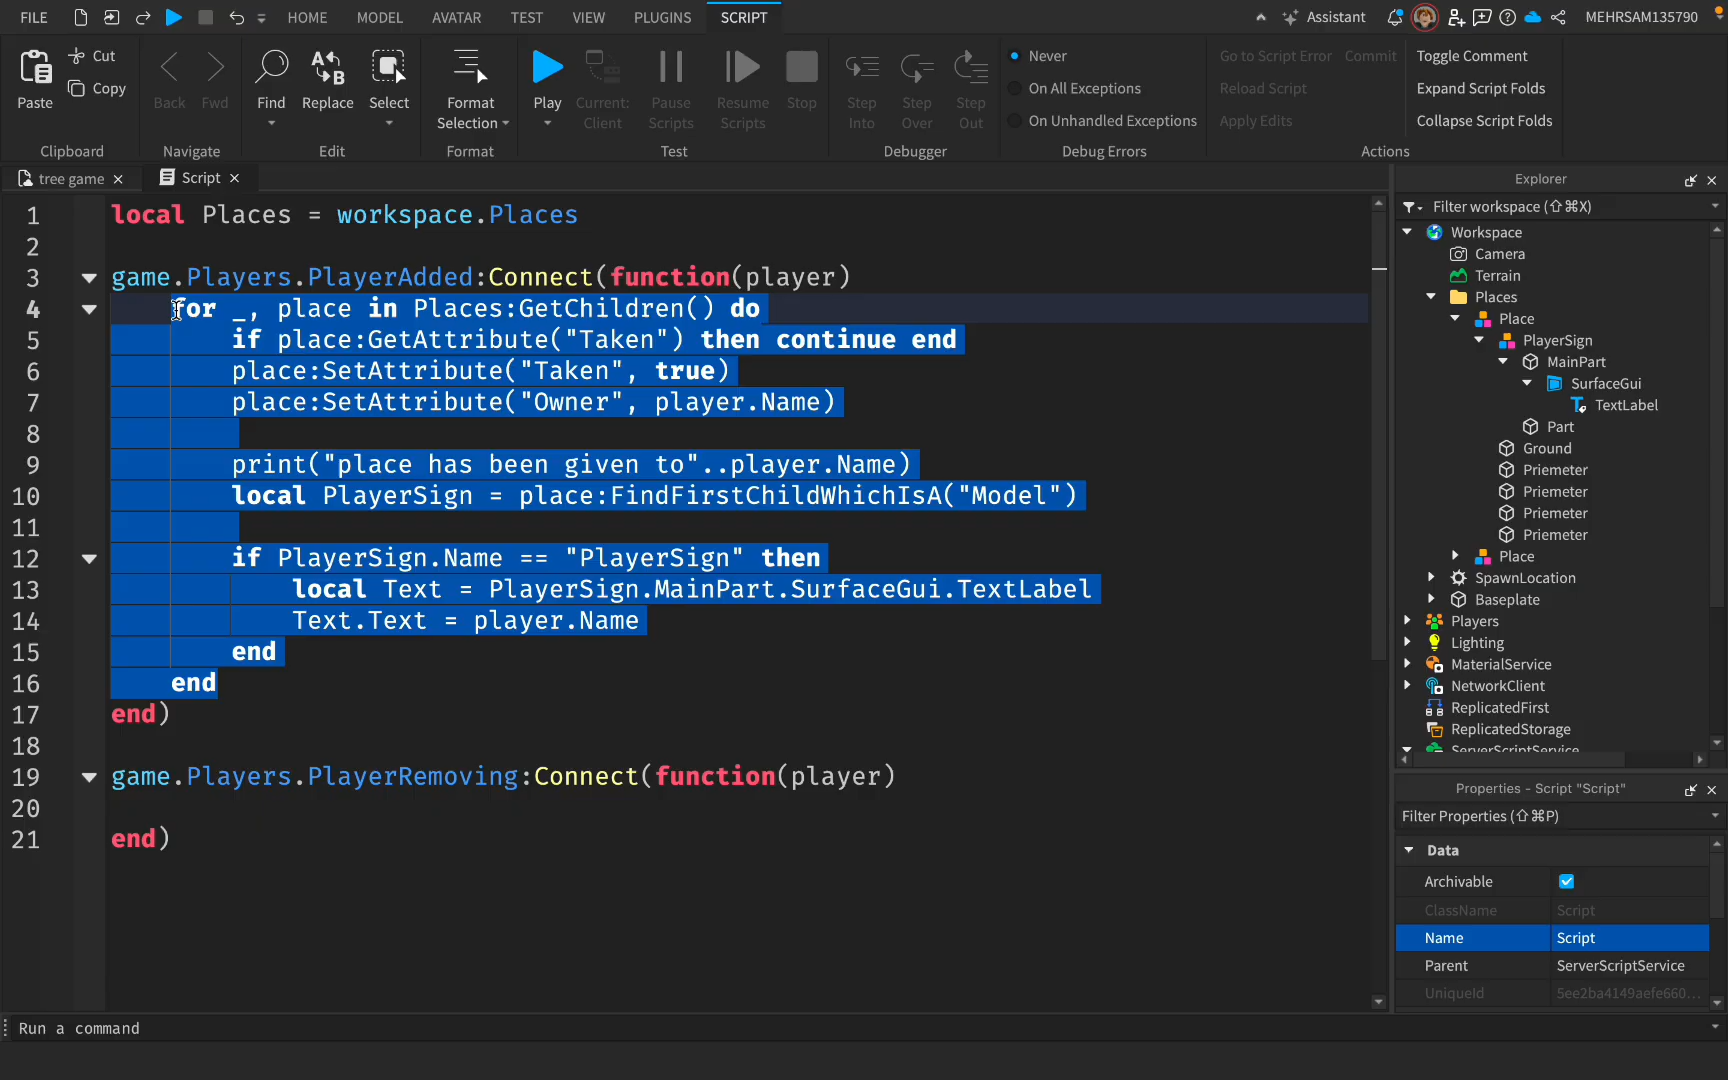 FILE HOME MODEL AVATAR TEST VIEW PLUGINS SCRIPT Assistant MEHRSAM135790
Paste Cut Copy
Clipboard
Back Fwd
Navigate
Find Replace Select
Edit
Format Selection
Format
Play Current: Client Pause Scripts Resume Scripts Stop
Test
Step Into Step Over Step Out
Debugger
Never
On All Exceptions
On Unhandled Exceptions
Debug Errors
Go to Script Error Commit
Reload Script
Apply Edits
Toggle Comment
Expand Script Folds
Collapse Script Folds
Actions
tree game Script
1 local Places = workspace.Places
2
3 game.Players.PlayerAdded:Connect(function(player)
4 for _, place in Places:GetChildren() do
5 if place:GetAttribute("Taken") then continue end
6 place:SetAttribute("Taken", true)
7 place:SetAttribute("Owner", player.Name)
8
9 print("place has been given to"..player.Name)
10 local PlayerSign = place:FindFirstChildWhichIsA("Model")
11
12 if PlayerSign.Name == "PlayerSign" then
13 local Text = PlayerSign.MainPart.SurfaceGui.TextLabel
14 Text.Text = player.Name
15 end
16 end
17 end)
18
19 game.Players.PlayerRemoving:Connect(function(player)
20
21 end)
Run a command
Explorer
Filter workspace (⇧⌘X)
Workspace
Camera
Terrain
Places
Place
PlayerSign
MainPart
SurfaceGui
TextLabel
Part
Ground
Priemeter
Priemeter
Priemeter
Priemeter
Place
SpawnLocation
Baseplate
Players
Lighting
MaterialService
NetworkClient
ReplicatedFirst
ReplicatedStorage
ServerScriptService
Properties - Script "Script"
Filter Properties (⇧⌘P)
Data
Archivable
ClassName Script
Name Script
Parent ServerScriptService
UniqueId 5ee2ba4149aefe660...